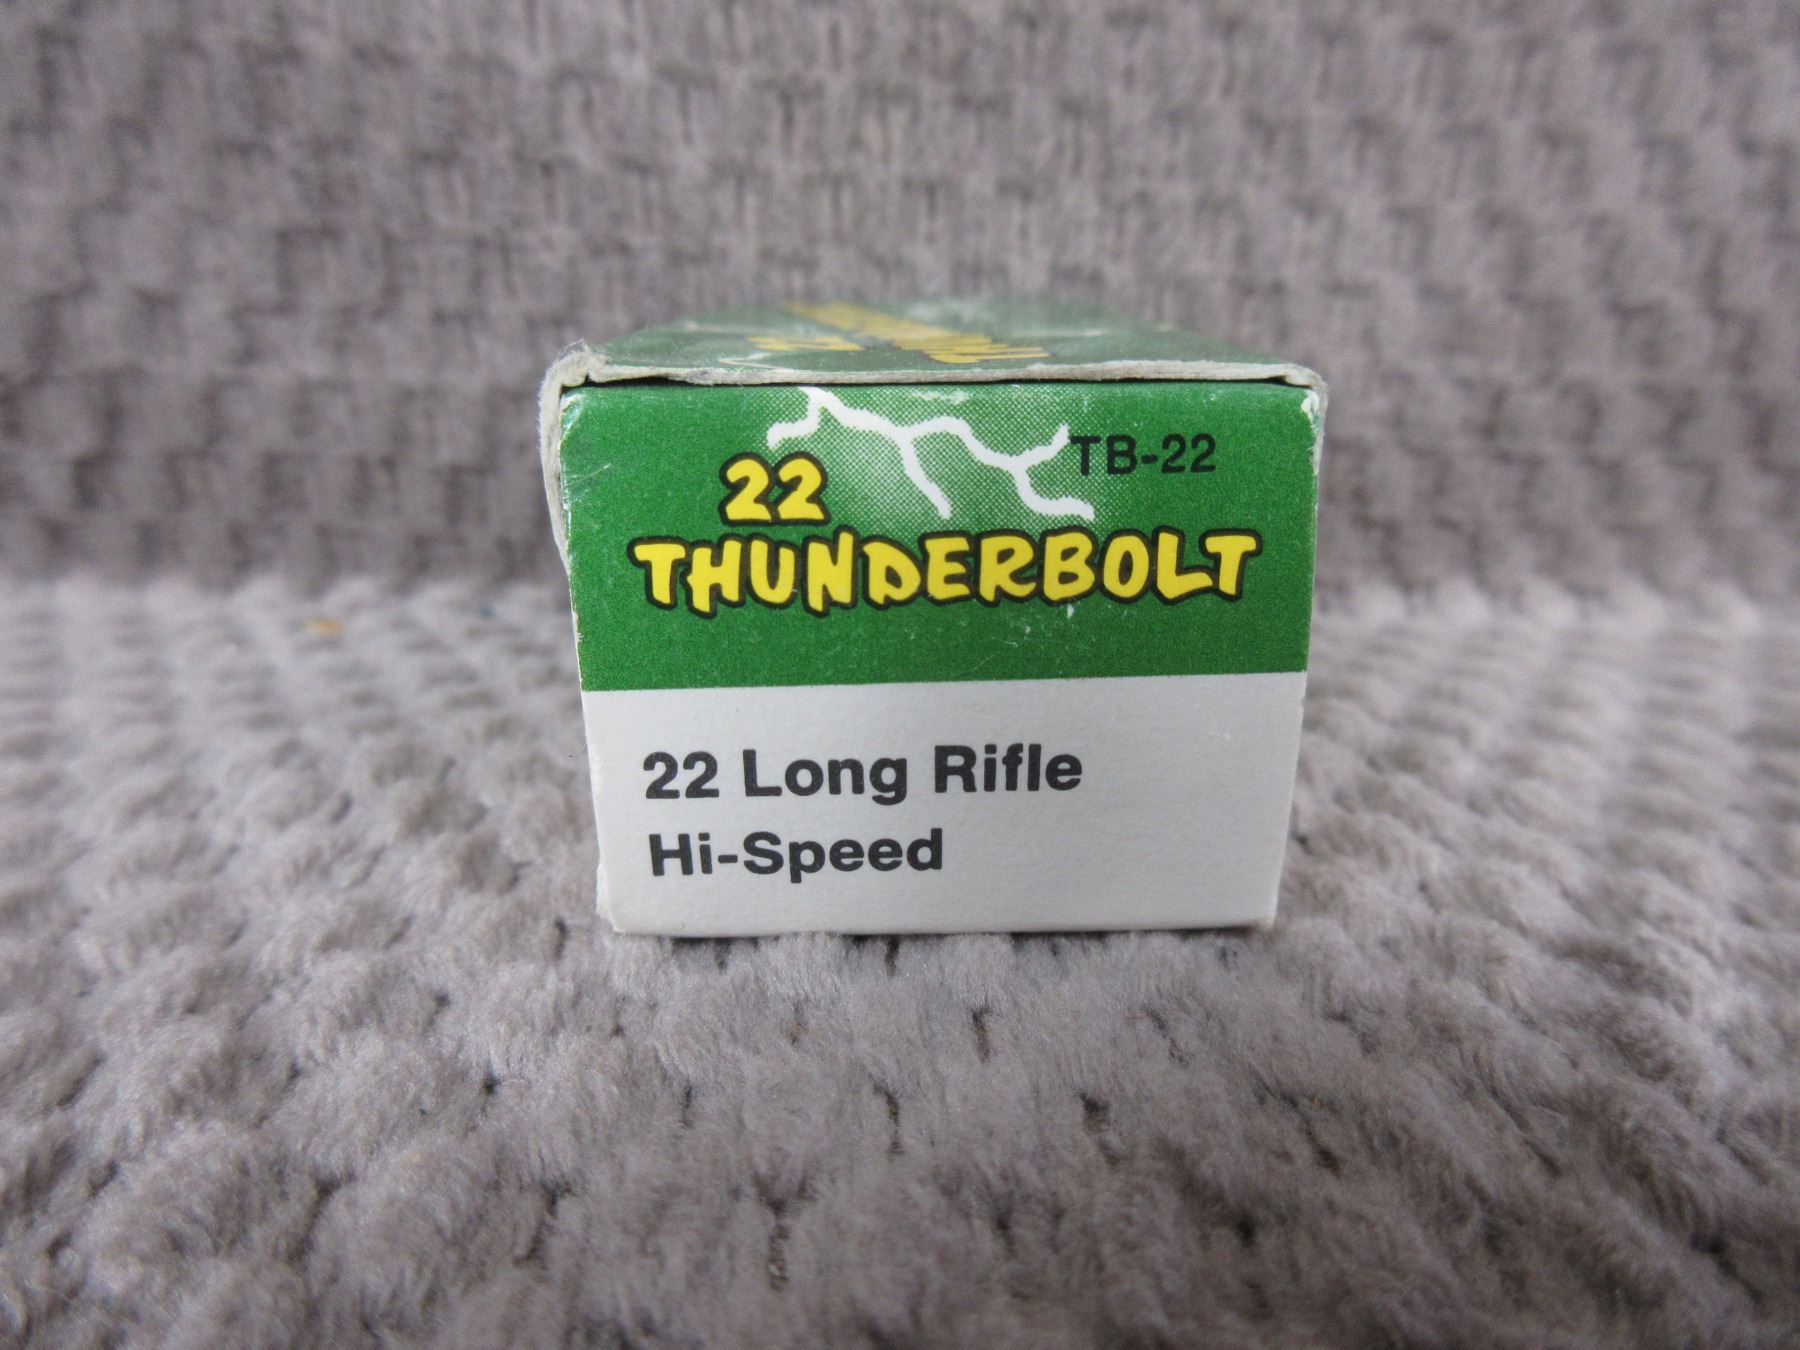 TB-22
22
THUNDERBOLT
22 Long Rifle
Hi-Speed